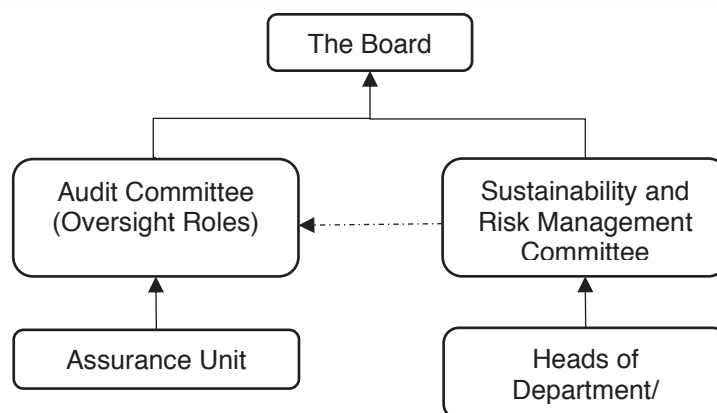 The Board
Audit Committee
(Oversight Roles)
Sustainability and
Risk Management
Committee
Assurance Unit
Heads of
Department/